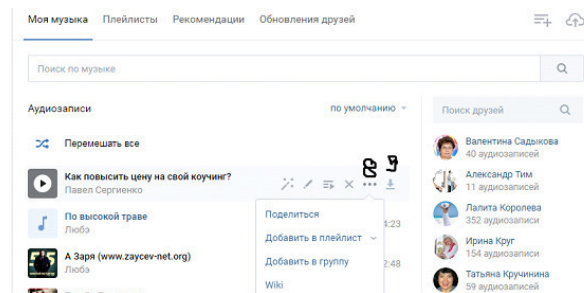 Моя музыка Плейлисты Рекомендации Обновления друзей
Поиск по музыке
Аудиозаписи по умолчанию
Поиск друзей
Перемешать все
Как повысить цену на свой коучинг?
Павел Сергиенко
По высокой траве
Любэ
4:23
А Заря (www.zaycev-net.org)
Любэ
2:48
Поделиться
Добавить в плейлист
Добавить в группу
Wiki
Валентина Садыкова
40 аудиозаписей
Александр Тим
11 аудиозаписей
Лалита Королева
352 аудиозаписи
Ирина Круг
154 аудиозаписи
Татьяна Кручинина
59 аудиозаписей